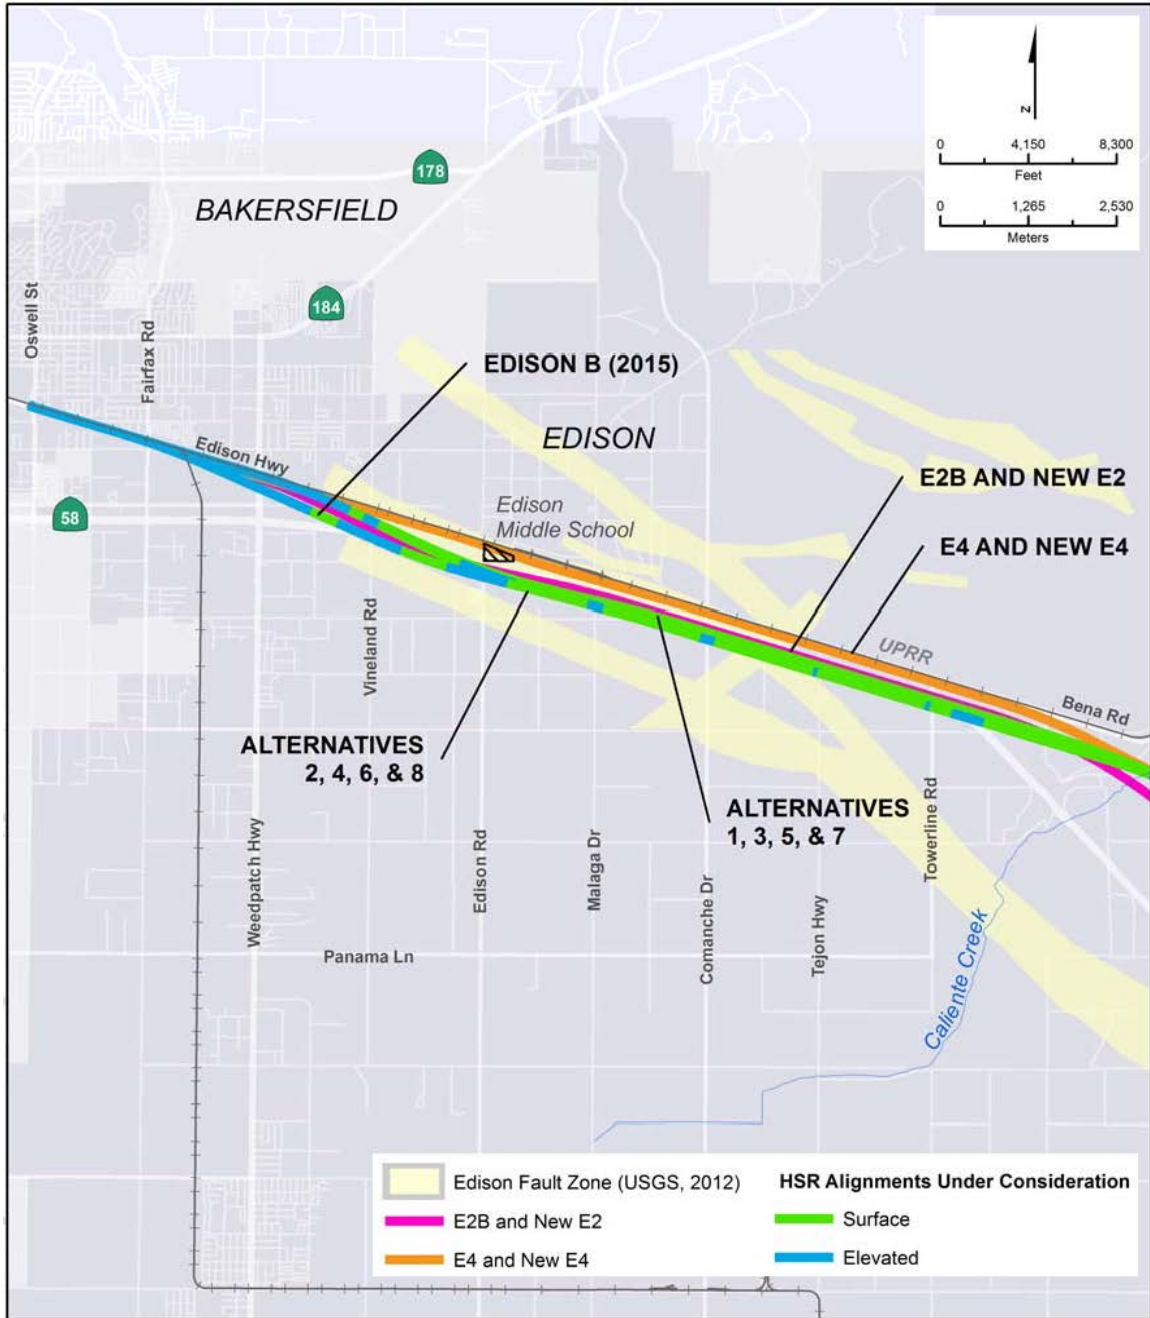 N
0 4,150 8,300
Feet
0 1,265 2,530
Meters
178
BAKERSFIELD
184
Oswell St
Fairfax Rd
EDISON B (2015)
EDISON
Edison Hwy
E2B AND NEW E2
58
Edison
Middle School
E4 AND NEW E4
Vineland Rd
UPRR
Bena Rd
ALTERNATIVES
2, 4, 6, & 8
ALTERNATIVES
1, 3, 5, & 7
Weedpatch Hwy
Edison Rd
Malaga Dr
Comanche Dr
Tejon Hwy
Towerline Rd
Panama Ln
Caliente Creek
Edison Fault Zone (USGS, 2012)
E2B and New E2
E4 and New E4
HSR Alignments Under Consideration
Surface
Elevated